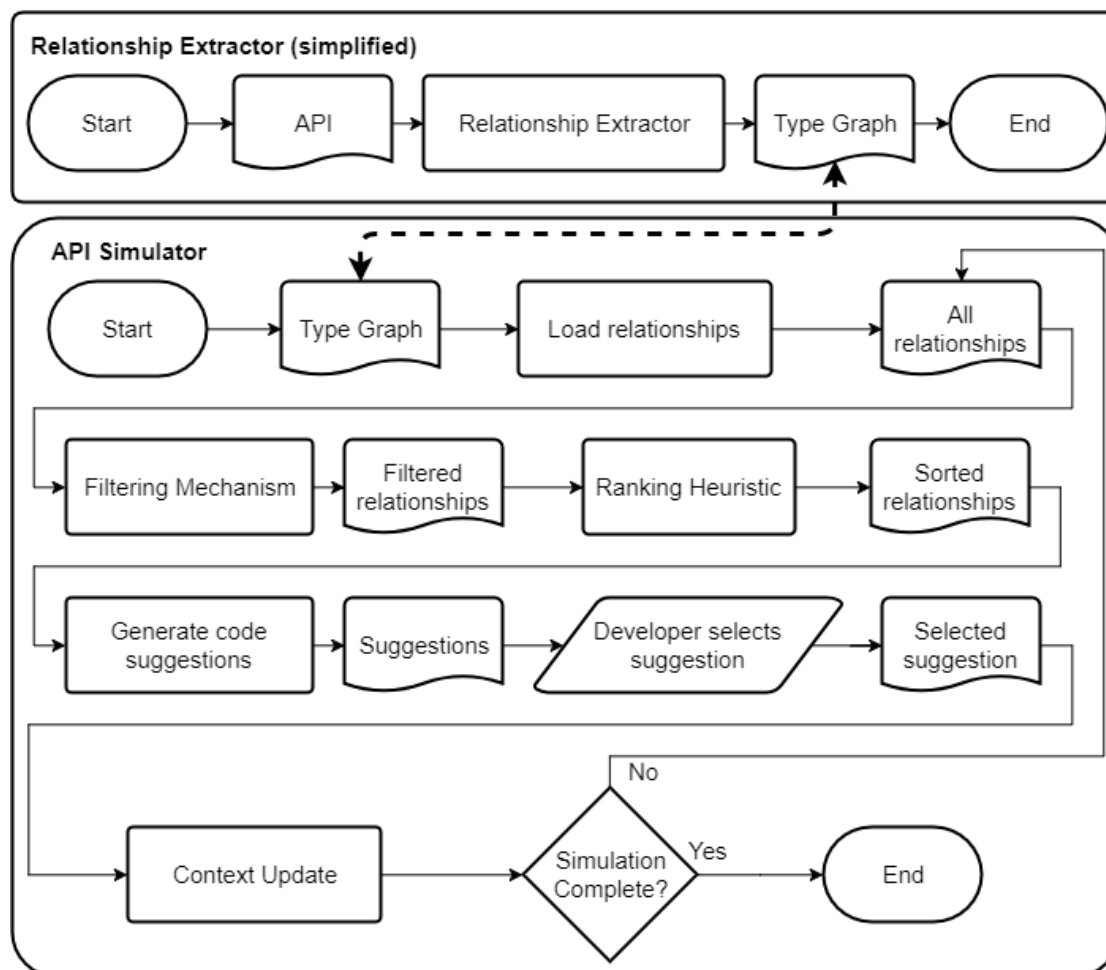 Relationship Extractor (simplified)
Start
API
Relationship Extractor
Type Graph
End
API Simulator
Start
Type Graph
Load relationships
All
relationships
Filtering Mechanism
Filtered
relationships
Ranking Heuristic
Sorted
relationships
Generate code
suggestions
Suggestions
Developer selects
suggestion
Selected
suggestion
No
Context Update
Simulation
Complete?
Yes
End